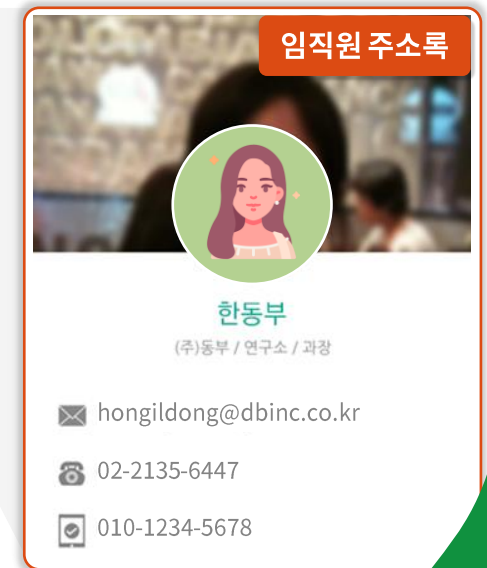 임직원 주소록
한동부
(주)동부 / 연구소 / 과장
hongildong@dbinc.co.kr
02-2135-6447
010-1234-5678